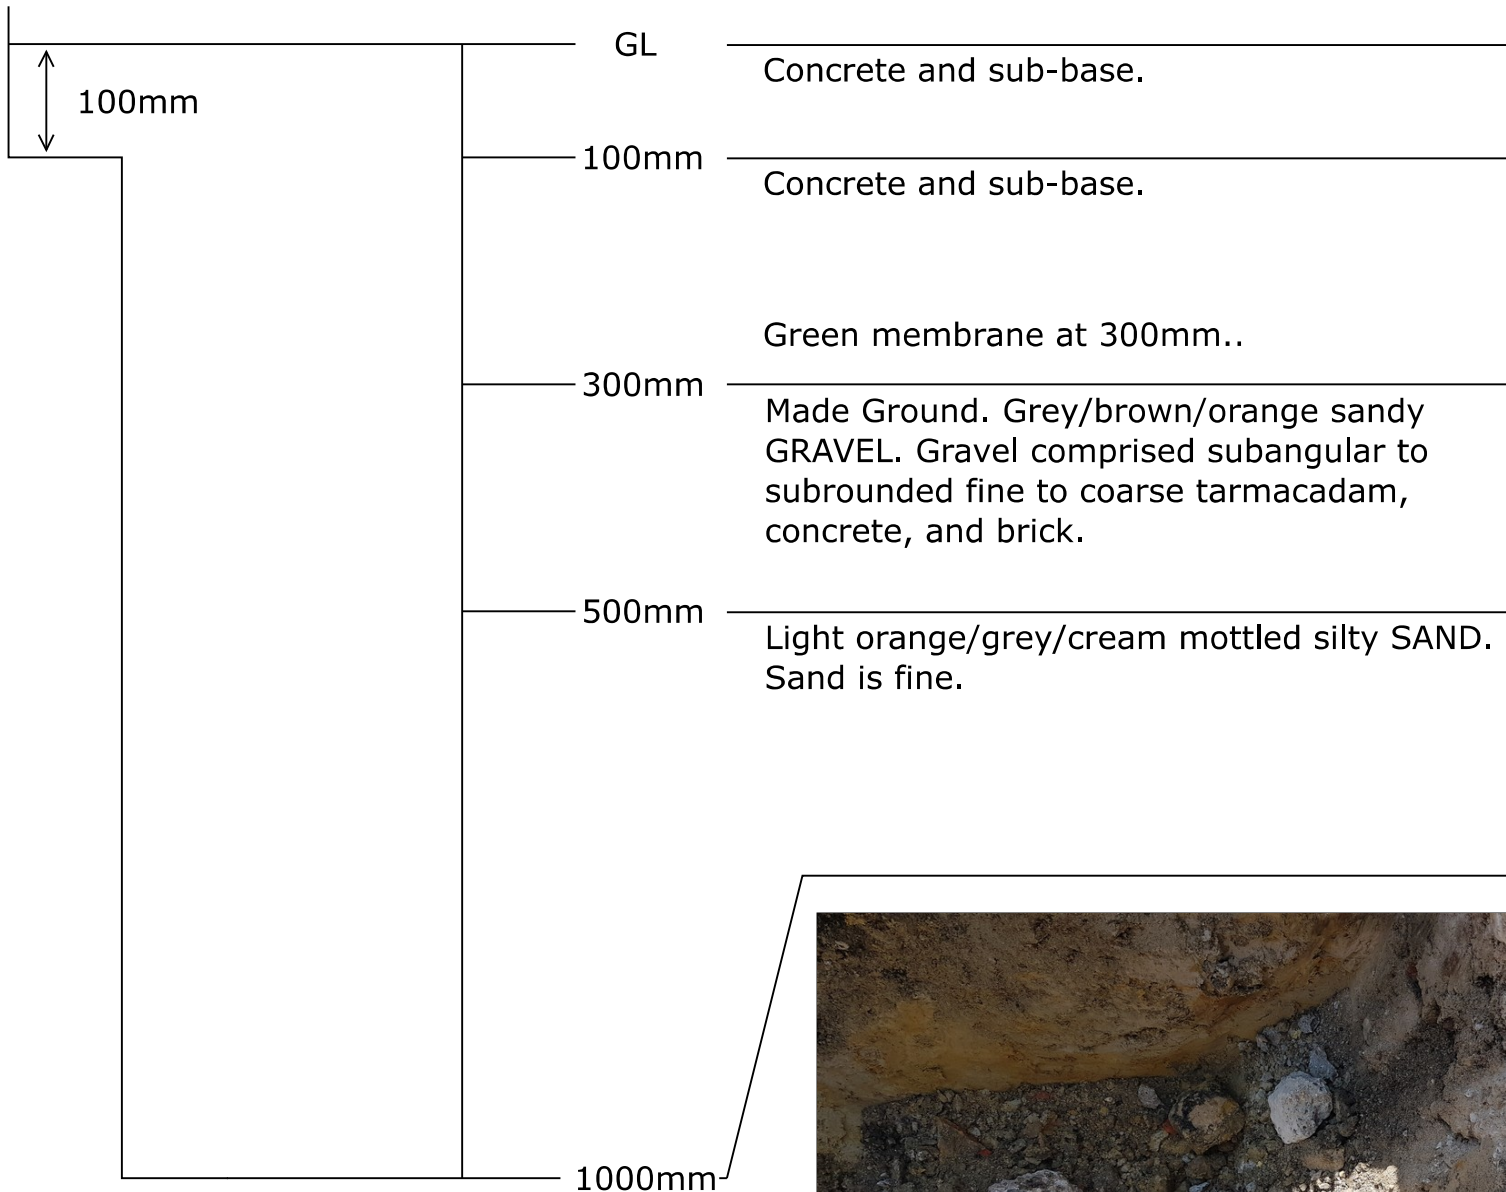 GL
Concrete and sub-base.
100mm
100mm
Concrete and sub-base.
Green membrane at 300mm..
300mm
Made Ground. Grey/brown/orange sandy
GRAVEL. Gravel comprised subangular to
subrounded fine to coarse tarmacadam,
concrete, and brick.
500mm
Light orange/grey/cream mottled silty SAND.
Sand is fine.
1000mm